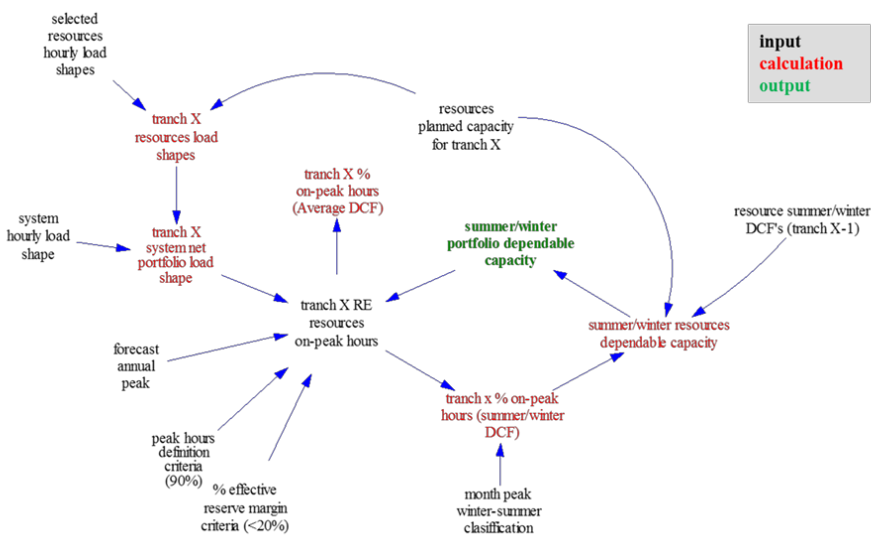 selected
resources
hourly load
shapes
input
calculation
output
resources
planned capacity
for tranch X
tranch X
resources load
shapes
tranch X %
on-peak hours
(Average DCF)
system
hourly load
shape
tranch X
system net
portfolio load
shape
summer/winter
portfolio dependable
capacity
resource summer/winter
DCF's (tranch X-1)
tranch X RE
resources
on-peak hours
summer/winter resources
dependable capacity
forecast
annual
peak
tranch x % on-peak
hours (summer/winter
DCF)
peak hours
definition
criteria
(90%)
% effective
reserve margin
criteria (<20%)
month peak
winter-summer
clasiffication